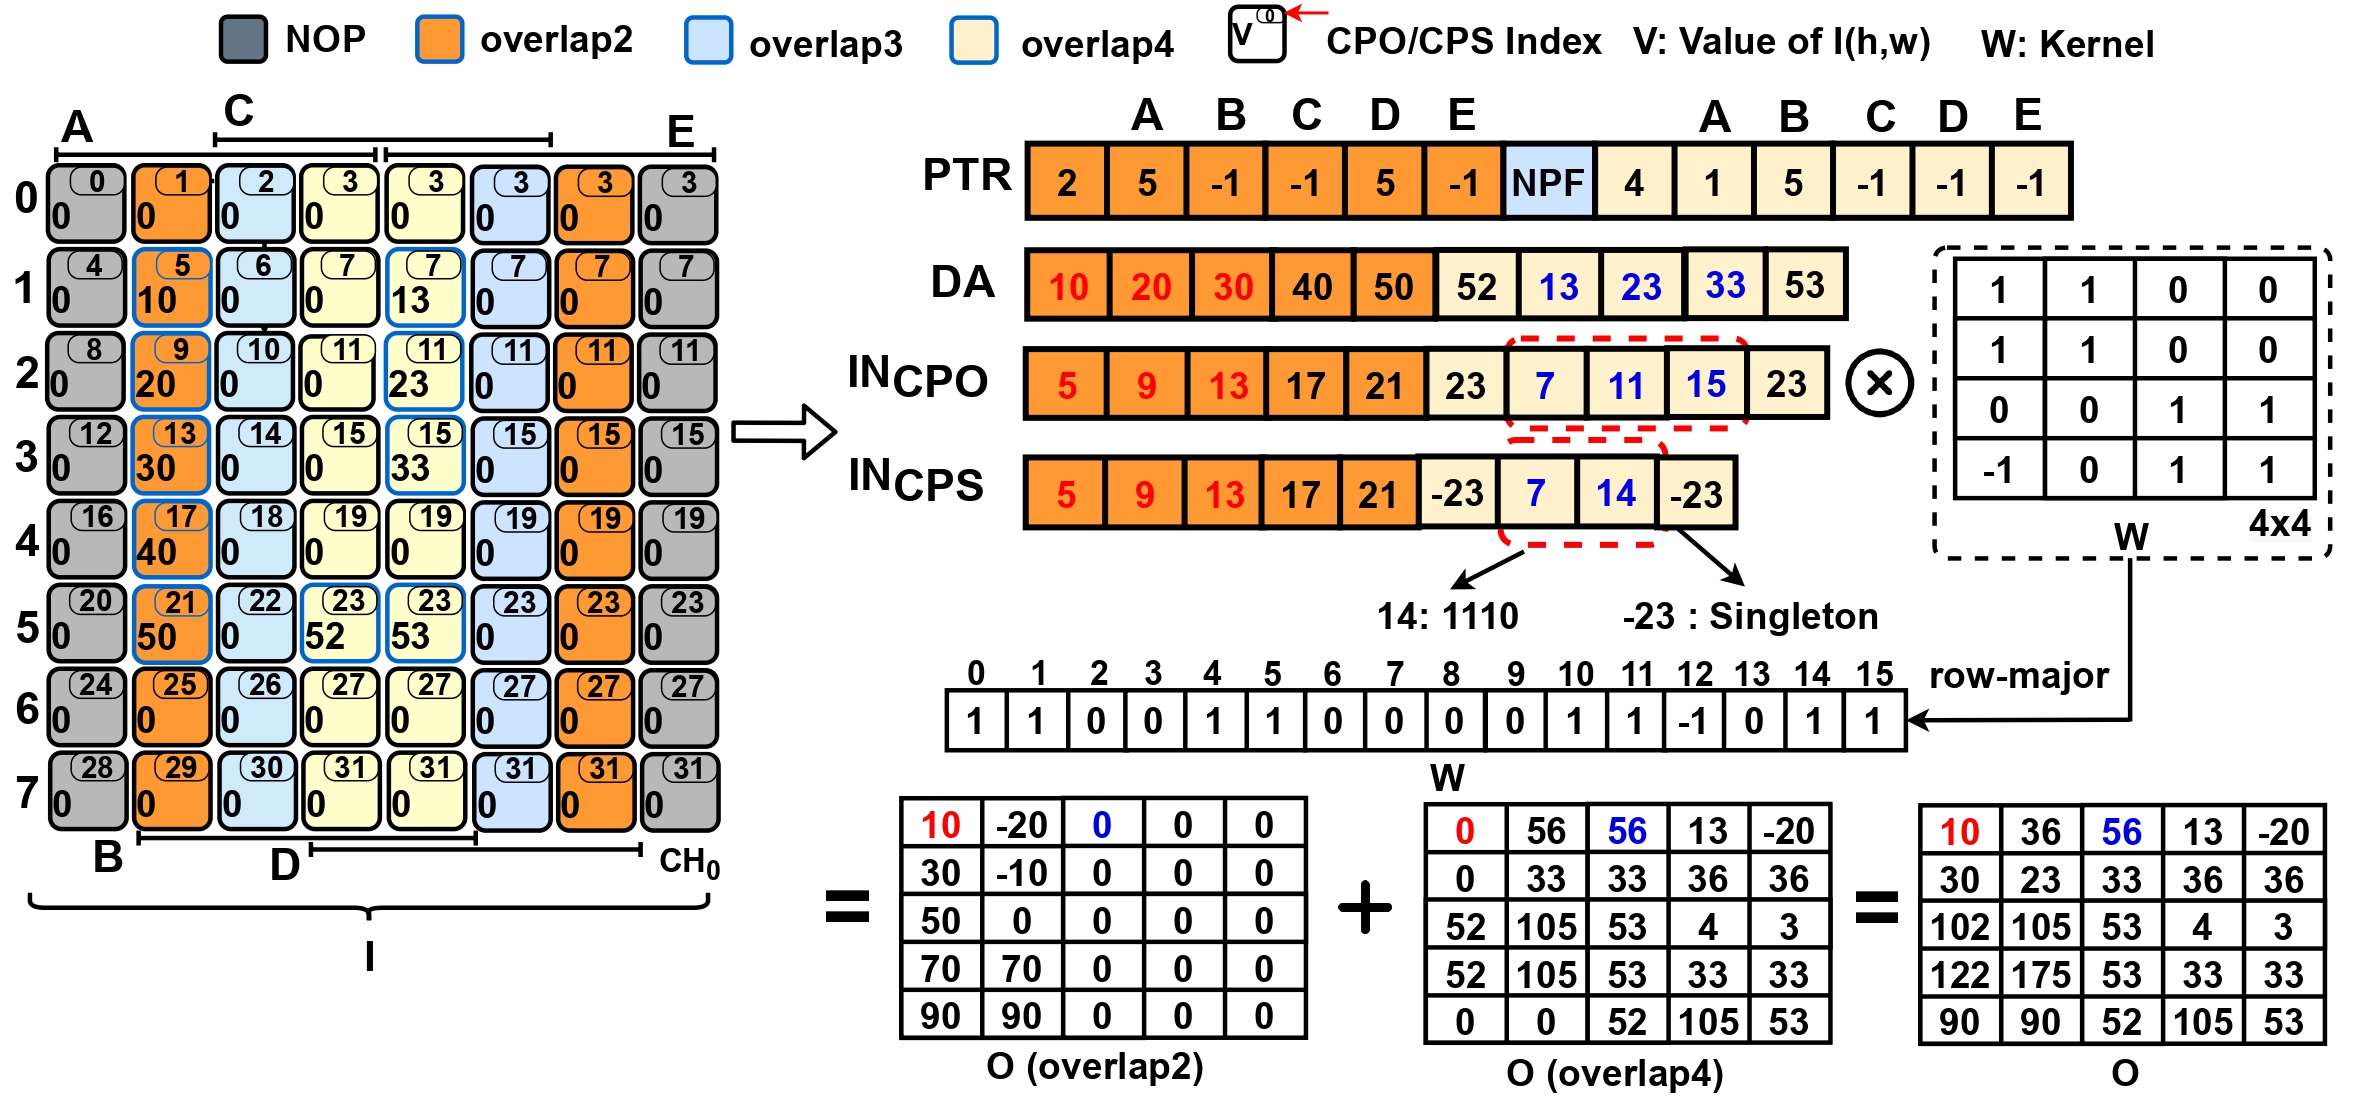 NOP overlap2 overlap3 overlap4 V 0 CPO/CPS Index V: Value of I(h,w) W: Kernel
A C E
0 0 0 1 0 2 0 3 0 3 0 3 0 3 0 3 0
1 4 0 5 10 6 0 7 0 7 13 7 0 7 0 7 0
2 8 0 9 20 10 0 11 0 11 23 11 0 11 0 11 0
3 12 0 13 30 14 0 15 0 15 33 15 0 15 0 15 0
4 16 0 17 40 18 0 19 0 19 0 19 0 19 0 19 0
5 20 0 21 50 22 0 23 52 23 53 23 0 23 0 23 0
6 24 0 25 0 26 0 27 0 27 0 27 0 27 0 27 0
7 28 0 29 0 30 0 31 0 31 0 31 0 31 0 31 0
B D CH0
I
A B C D E A B C D E
PTR 2 5 -1 -1 5 -1 NPF 4 1 5 -1 -1 -1
DA 10 20 30 40 50 52 13 23 33 53
INCPO 5 9 13 17 21 23 7 11 15 23
INCPS 5 9 13 17 21 -23 7 14 -23
14: 1110 -23 : Singleton
1 1 0 0
1 1 0 0
0 0 1 1
-1 0 1 1
W 4x4
row-major
0 1 2 3 4 5 6 7 8 9 10 11 12 13 14 15
1 1 0 0 1 1 0 0 0 0 1 1 -1 0 1 1
W
=
10 -20 0 0 0
30 -10 0 0 0
50 0 0 0 0
70 70 0 0 0
90 90 0 0 0
O (overlap2)
+
0 56 56 13 -20
0 33 33 36 36
52 105 53 4 3
52 105 53 33 33
0 0 52 105 53
O (overlap4)
=
10 36 56 13 -20
30 23 33 36 36
102 105 53 4 3
122 175 53 33 33
90 90 52 105 53
O